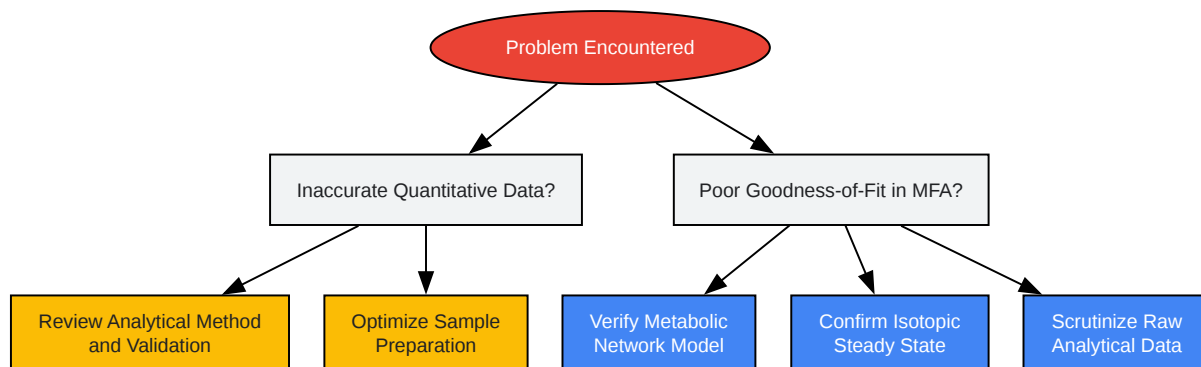 Problem Encountered
Inaccurate Quantitative Data?
Poor Goodness-of-Fit in MFA?
Review Analytical Method
and Validation
Optimize Sample
Preparation
Verify Metabolic
Network Model
Confirm Isotopic
Steady State
Scrutinize Raw
Analytical Data